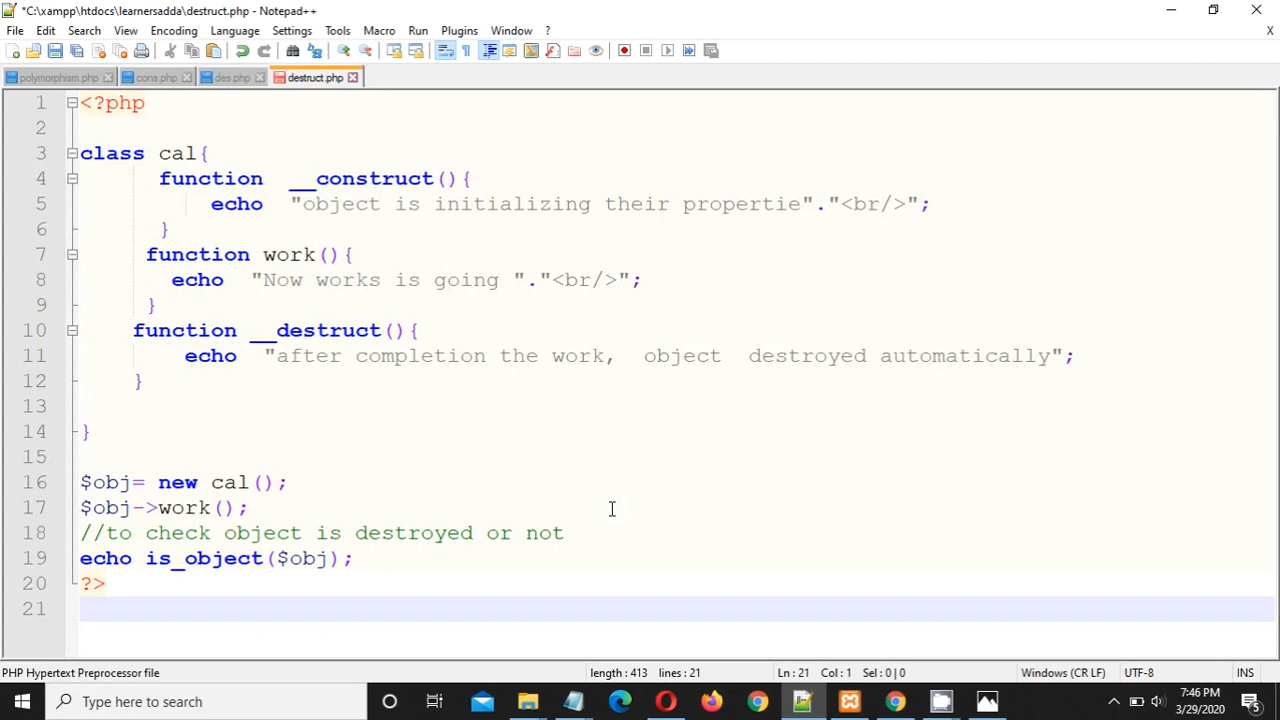 *C:\xampp\htdocs\learnersadda\destruct.php - Notepad++
File Edit Search View Encoding Language Settings Tools Macro Run Plugins Window ? X
polymorphism.php cons.php des.php destruct.php
1 <?php
2
3 class cal{
4 function __construct(){
5 echo "object is initializing their propertie"."<br/>";
6 }
7 function work(){
8 echo "Now works is going "."<br/>";
9 }
10 function __destruct(){
11 echo "after completion the work, object destroyed automatically";
12 }
13
14 }
15
16 $obj= new cal();
17 $obj->work();
18 //to check object is destroyed or not
19 echo is_object($obj);
20 ?>
21
PHP Hypertext Preprocessor file length : 413 lines : 21 Ln : 21 Col : 1 Sel : 0 | 0 Windows (CR LF) UTF-8 INS
Type here to search 7:46 PM
3/29/2020 5